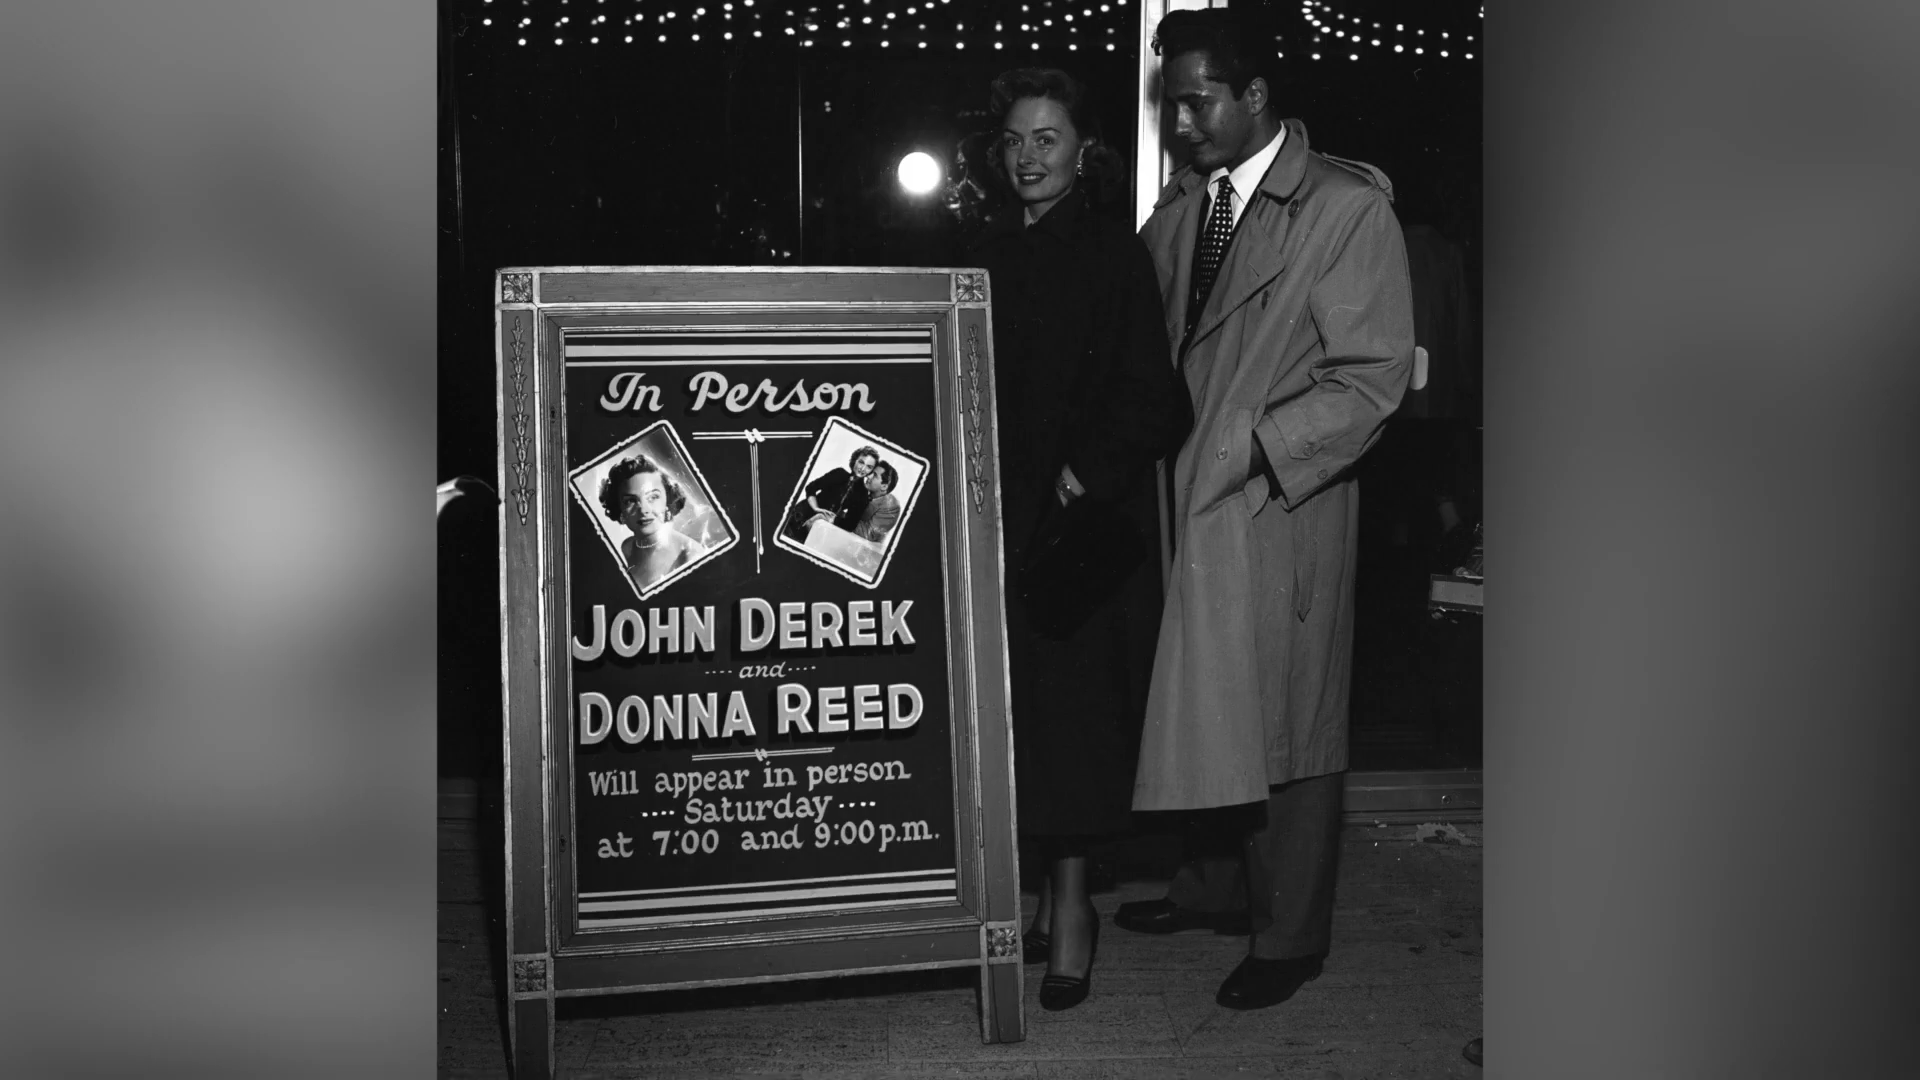 In Person
JOHN DEREK
---- and ----
DONNA REED
Will appear in person
.... Saturday ....
at 7:00 and 9:00 p.m.